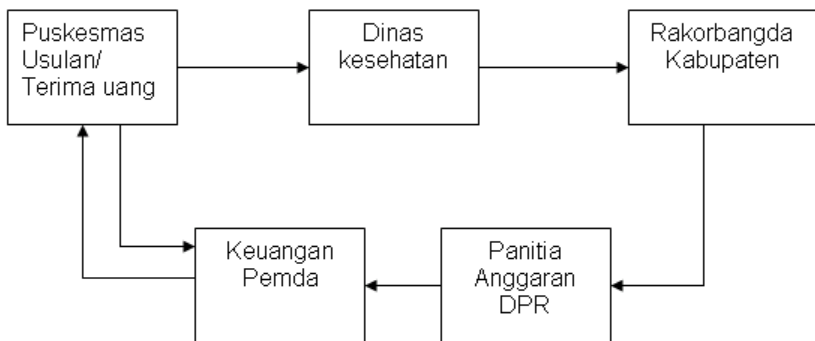 Puskesmas
Usulan/
Terima uang
Dinas
kesehatan
Rakorbangda
Kabupaten
Keuangan
Pemda
Panitia
Anggaran
DPR